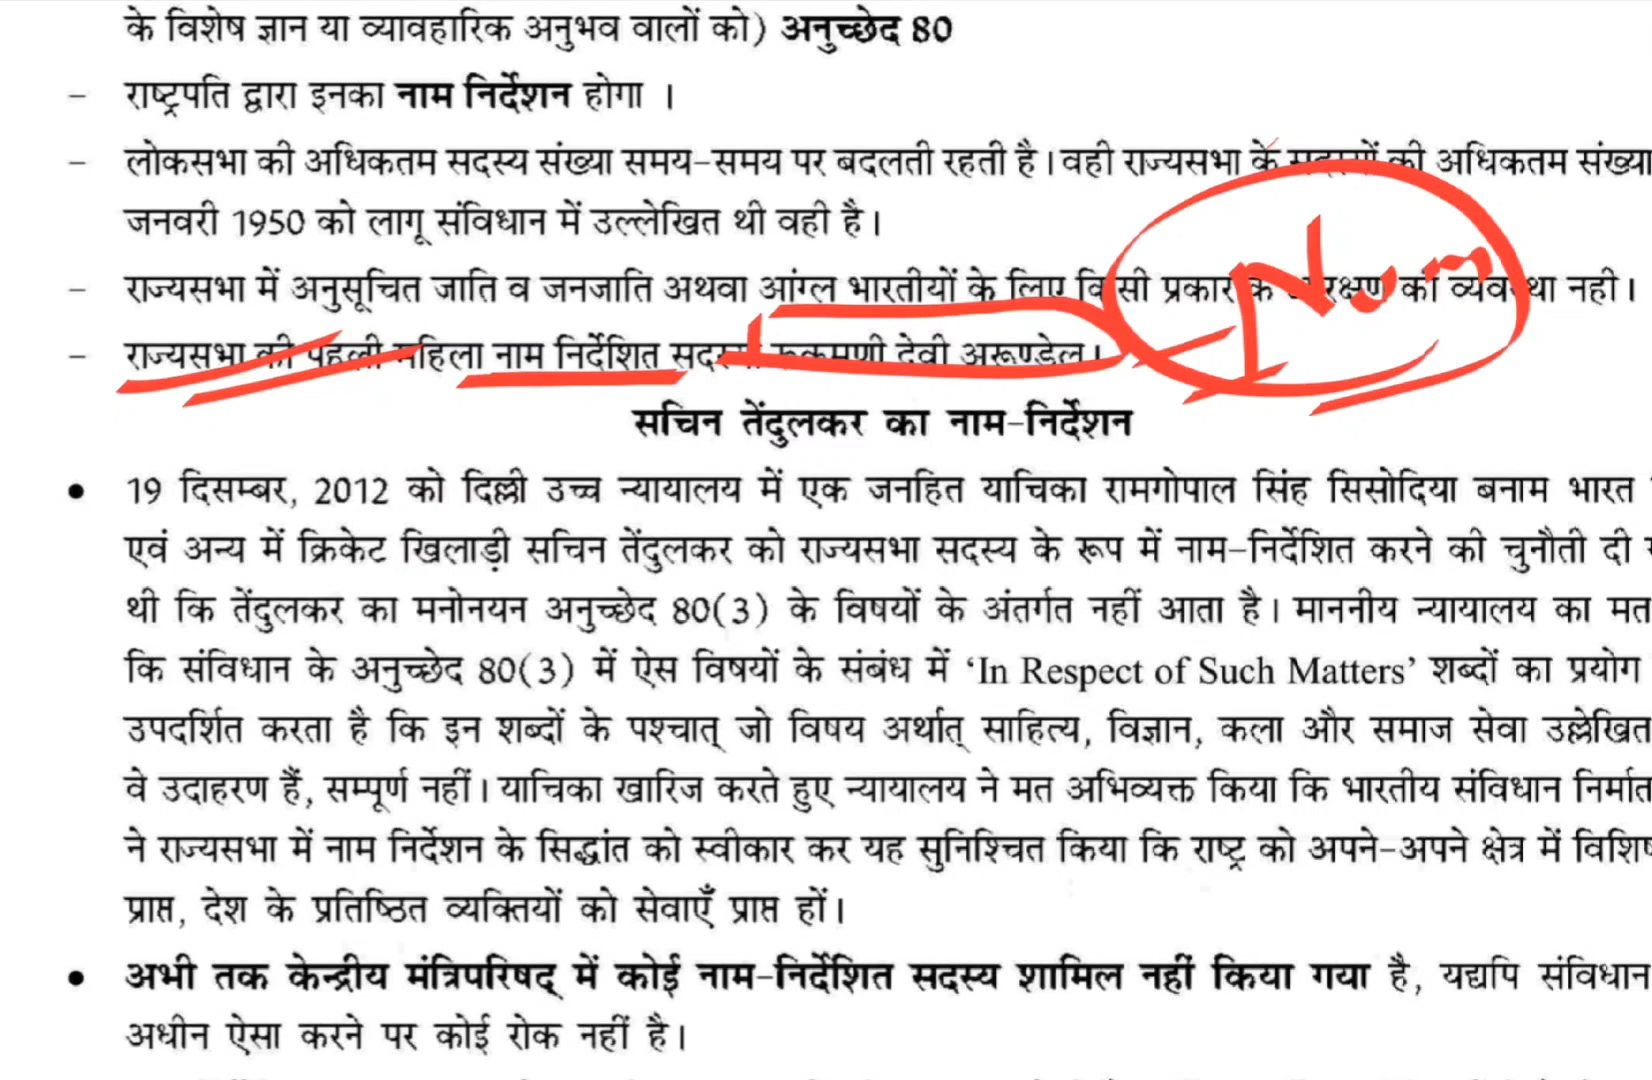 के विशेष ज्ञान या व्यावहारिक अनुभव वालों को) अनुच्छेद 80
– राष्ट्रपति द्वारा इनका नाम निर्देशन होगा ।
– लोकसभा की अधिकतम सदस्य संख्या समय-समय पर बदलती रहती है। वही राज्यसभा के सदस्यों की अधिकतम संख्या
जनवरी 1950 को लागू संविधान में उल्लेखित थी वही है।
– राज्यसभा में अनुसूचित जाति व जनजाति अथवा आंग्ल भारतीयों के लिए किसी प्रकार के आरक्षण की व्यवस्था नही।
– राज्यसभा की पहली महिला नाम निर्देशित सदस्य रूकमणी देवी अरूण्डेल।
सचिन तेंदुलकर का नाम-निर्देशन
• 19 दिसम्बर, 2012 को दिल्ली उच्च न्यायालय में एक जनहित याचिका रामगोपाल सिंह सिसोदिया बनाम भारत
एवं अन्य में क्रिकेट खिलाड़ी सचिन तेंदुलकर को राज्यसभा सदस्य के रूप में नाम-निर्देशित करने की चुनौती दी
थी कि तेंदुलकर का मनोनयन अनुच्छेद 80(3) के विषयों के अंतर्गत नहीं आता है। माननीय न्यायालय का मत
कि संविधान के अनुच्छेद 80(3) में ऐस विषयों के संबंध में ‘In Respect of Such Matters’ शब्दों का प्रयोग
उपदर्शित करता है कि इन शब्दों के पश्चात् जो विषय अर्थात् साहित्य, विज्ञान, कला और समाज सेवा उल्लेखित
वे उदाहरण हैं, सम्पूर्ण नहीं। याचिका खारिज करते हुए न्यायालय ने मत अभिव्यक्त किया कि भारतीय संविधान निर्मात
ने राज्यसभा में नाम निर्देशन के सिद्धांत को स्वीकार कर यह सुनिश्चित किया कि राष्ट्र को अपने-अपने क्षेत्र में
प्राप्त, देश के प्रतिष्ठित व्यक्तियों को सेवाएँ प्राप्त हों।
• अभी तक केन्द्रीय मंत्रिपरिषद् में कोई नाम-निर्देशित सदस्य शामिल नहीं किया गया है, यद्यपि संविधान
अधीन ऐसा करने पर कोई रोक नहीं है।